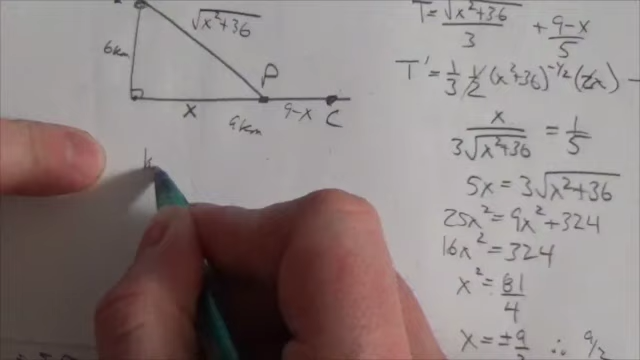 √x²+36
6km
P
x
9-x
C
9km
T = √x²+36 / 3 + 9-x / 5
T' = 1/3 1/2 (x²+36)^-1/2 (2x) -
x / 3√x²+36 = 1/5
5x = 3√x²+36
25x² = 9x² + 324
16x² = 324
x² = 81/4
x = ±9/2 ∴ 9/2